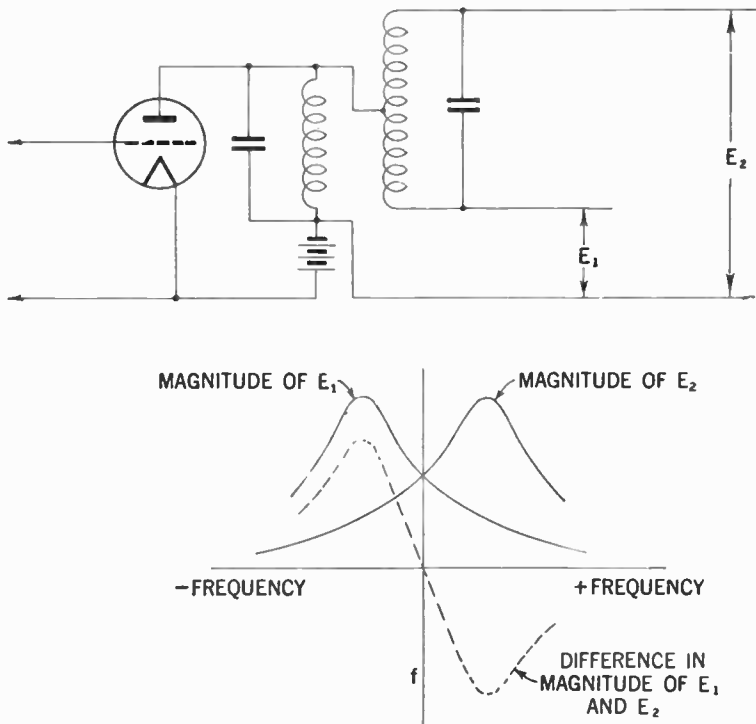 E₂
E₁
MAGNITUDE OF E₁
MAGNITUDE OF E₂
−FREQUENCY
+FREQUENCY
f
DIFFERENCE IN
MAGNITUDE OF E₁
AND E₂